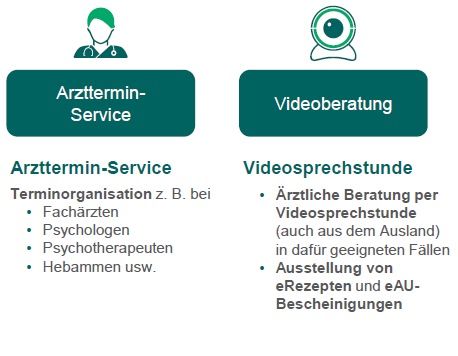 Arzttermin-
Service
Videoberatung
Arzttermin-Service
Terminorganisation z. B. bei
• Fachärzten
• Psychologen
• Psychotherapeuten
• Hebammen usw.
Videosprechstunde
• Ärztliche Beratung per
Videosprechstunde
(auch aus dem Ausland)
in dafür geeigneten Fällen
• Ausstellung von
eRezepten und eAU-
Bescheinigungen